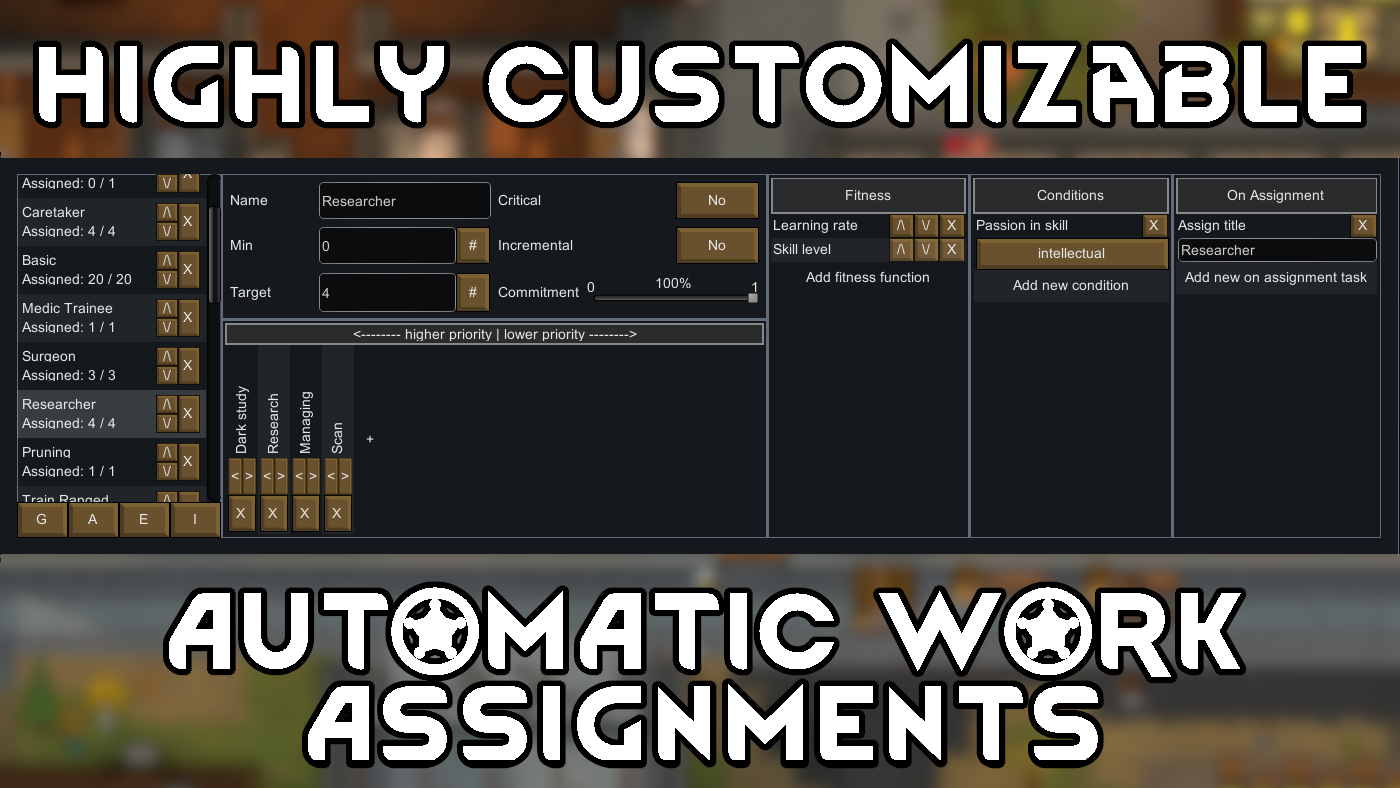 HIGHLY CUSTOMIZABLE
Assigned: 0 / 1
\/
X
Caretaker
Assigned: 4 / 4
/\
\/
X
Basic
Assigned: 20 / 20
/\
\/
X
Medic Trainee
Assigned: 1 / 1
/\
\/
X
Surgeon
Assigned: 3 / 3
/\
\/
X
Researcher
Assigned: 4 / 4
/\
\/
X
Pruning
Assigned: 1 / 1
/\
\/
X
Train Ranged
/\
G A E I
Name Researcher Critical No
Min 0 # Incremental No
Target 4 # Commitment 0 100% 1
<-------- higher priority | lower priority -------->
Dark study
Research
Managing
Scan
+
< > < > < > < >
X X X X
Fitness
Learning rate /\ \/ X
Skill level /\ \/ X
Add fitness function
Conditions
Passion in skill X
intellectual
Add new condition
On Assignment
Assign title X
Researcher
Add new on assignment task
AUTOMATIC WORK
ASSIGNMENTS